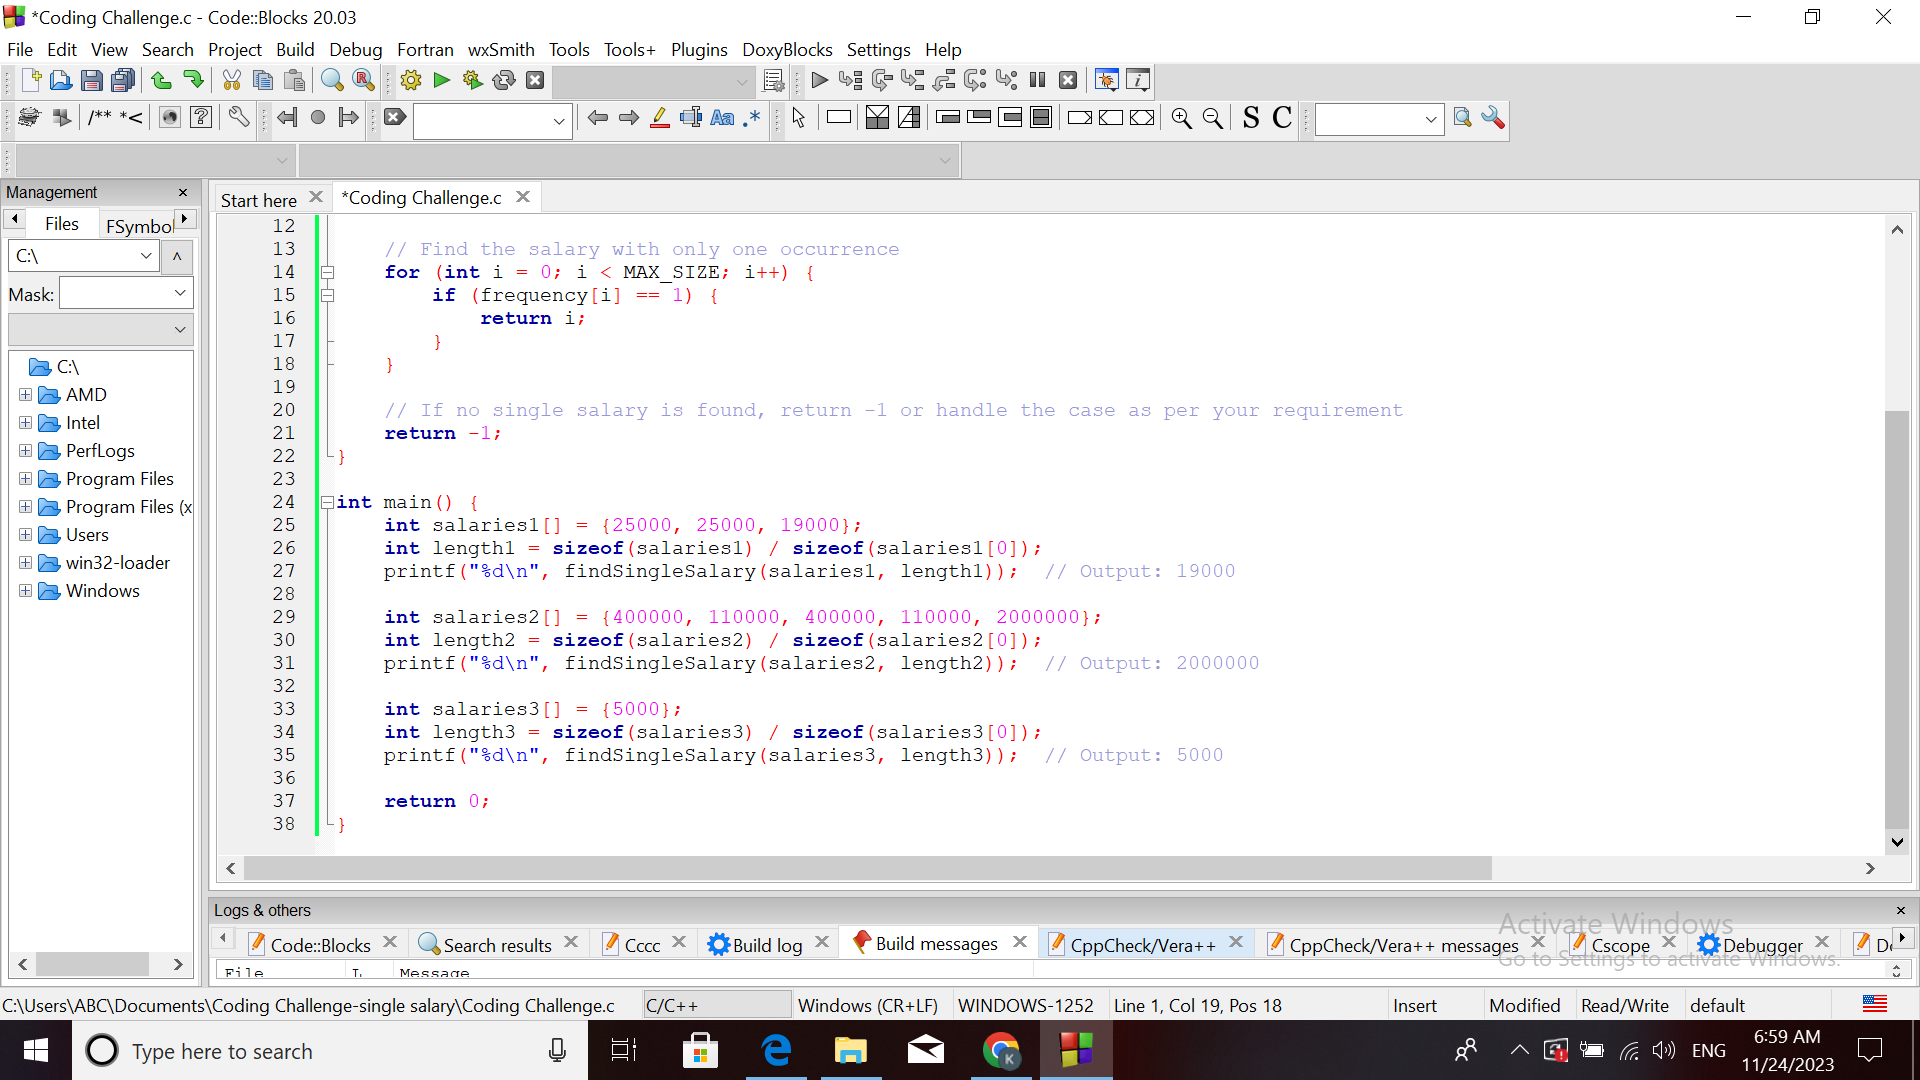 *Coding Challenge.c - Code::Blocks 20.03
File Edit View Search Project Build Debug Fortran wxSmith Tools Tools+ Plugins DoxyBlocks Settings Help
/** *<
Aa .*
S C
Management
Files FSymbol
C:\
Mask:
C:\
AMD
Intel
PerfLogs
Program Files
Program Files (x
Users
win32-loader
Windows
Start here *Coding Challenge.c
12
13 // Find the salary with only one occurrence
14 for (int i = 0; i < MAX_SIZE; i++) {
15 if (frequency[i] == 1) {
16 return i;
17 }
18 }
19
20 // If no single salary is found, return -1 or handle the case as per your requirement
21 return -1;
22 }
23
24 int main() {
25 int salaries1[] = {25000, 25000, 19000};
26 int length1 = sizeof(salaries1) / sizeof(salaries1[0]);
27 printf("%d\n", findSingleSalary(salaries1, length1)); // Output: 19000
28
29 int salaries2[] = {400000, 110000, 400000, 110000, 2000000};
30 int length2 = sizeof(salaries2) / sizeof(salaries2[0]);
31 printf("%d\n", findSingleSalary(salaries2, length2)); // Output: 2000000
32
33 int salaries3[] = {5000};
34 int length3 = sizeof(salaries3) / sizeof(salaries3[0]);
35 printf("%d\n", findSingleSalary(salaries3, length3)); // Output: 5000
36
37 return 0;
38 }
Logs & others
Code::Blocks Search results Cccc Build log Build messages CppCheck/Vera++ CppCheck/Vera++ messages Cscope Debugger
File Message
Activate Windows
Go to Settings to activate Windows.
C:\Users\ABC\Documents\Coding Challenge-single salary\Coding Challenge.c C/C++ Windows (CR+LF) WINDOWS-1252 Line 1, Col 19, Pos 18 Insert Modified Read/Write default
Type here to search
K
ENG
6:59 AM
11/24/2023